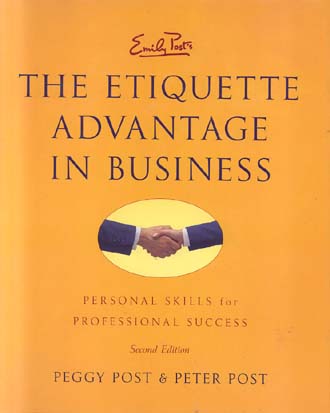 Emily Post's
THE ETIQUETTE
ADVANTAGE
IN BUSINESS
PERSONAL SKILLS for
PROFESSIONAL SUCCESS
Second Edition
PEGGY POST & PETER POST